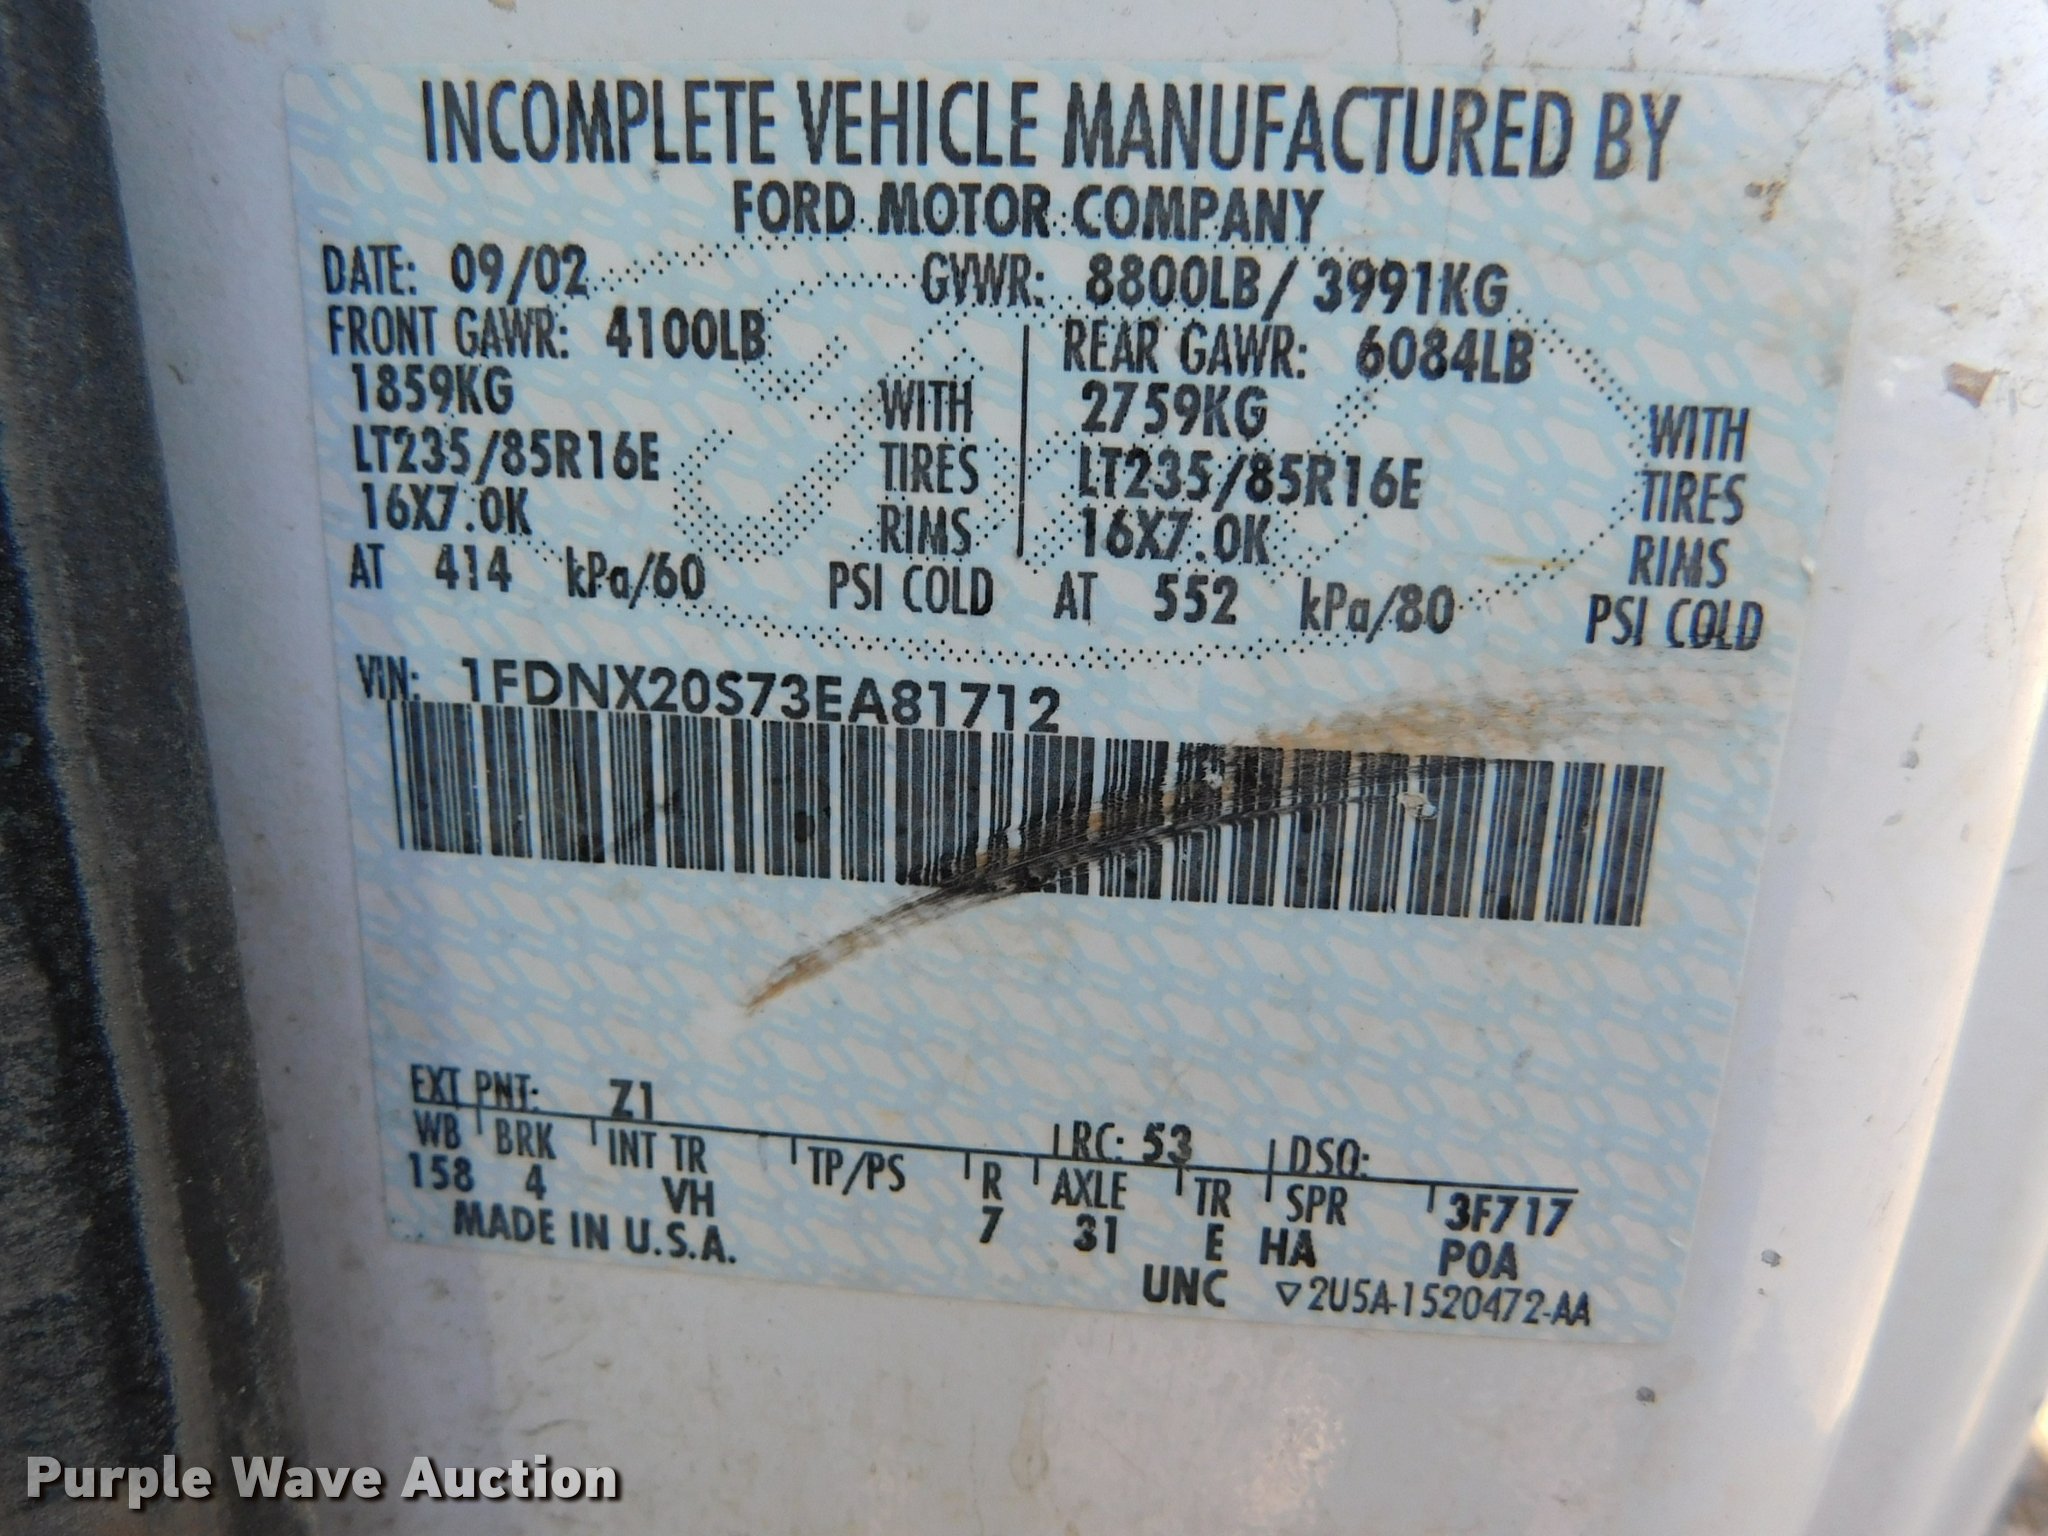 INCOMPLETE VEHICLE MANUFACTURED BY
FORD MOTOR COMPANY
DATE: 09/02 GVWR: 8800LB/ 3991KG
FRONT GAWR: 4100LB REAR GAWR: 6084LB
1859KG WITH 2759KG WITH
LT235/85R16E TIRES LT235/85R16E TIRES
16X7.0K RIMS 16X7.0K RIMS
AT 414 kPa/60 PSI COLD AT 552 kPa/80 PSI COLD
VIN: 1FDNX20S73EA81712
EXT PNT: Z1 RC: 53 DSO:
WB BRK INT TR TP/PS R AXLE TR SPR 3F717
158 4 VH 7 31 E HA POA
MADE IN U.S.A. UNC ▽2U5A-1520472-AA
Purple Wave Auction